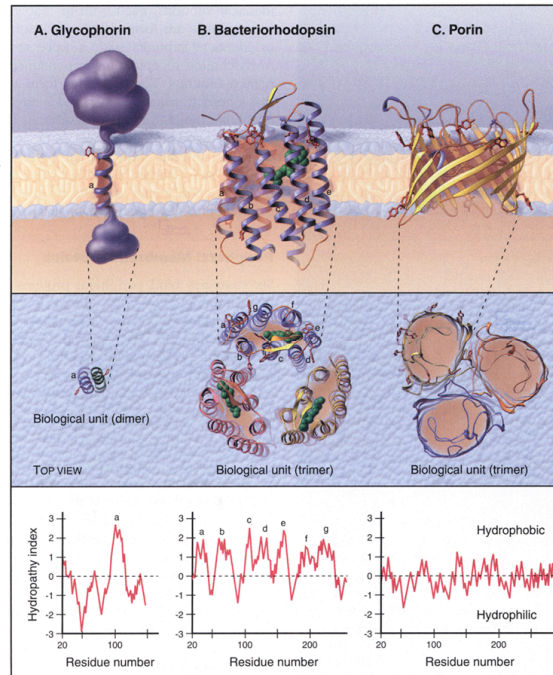 A. Glycophorin
B. Bacteriorhodopsin
C. Porin
a
a
b
c
d
e
a
Biological unit (dimer)
TOP VIEW
a
g
f
e
b
c
d
Biological unit (trimer)
Biological unit (trimer)
Hydropathy index
3
2
1
0
-1
-2
-3
20
100
Residue number
a
3
2
1
0
-1
-2
-3
20
100
200
Residue number
a
b
c
d
e
f
g
3
2
1
0
-1
-2
-3
20
100
200
Residue number
Hydrophobic
Hydrophilic